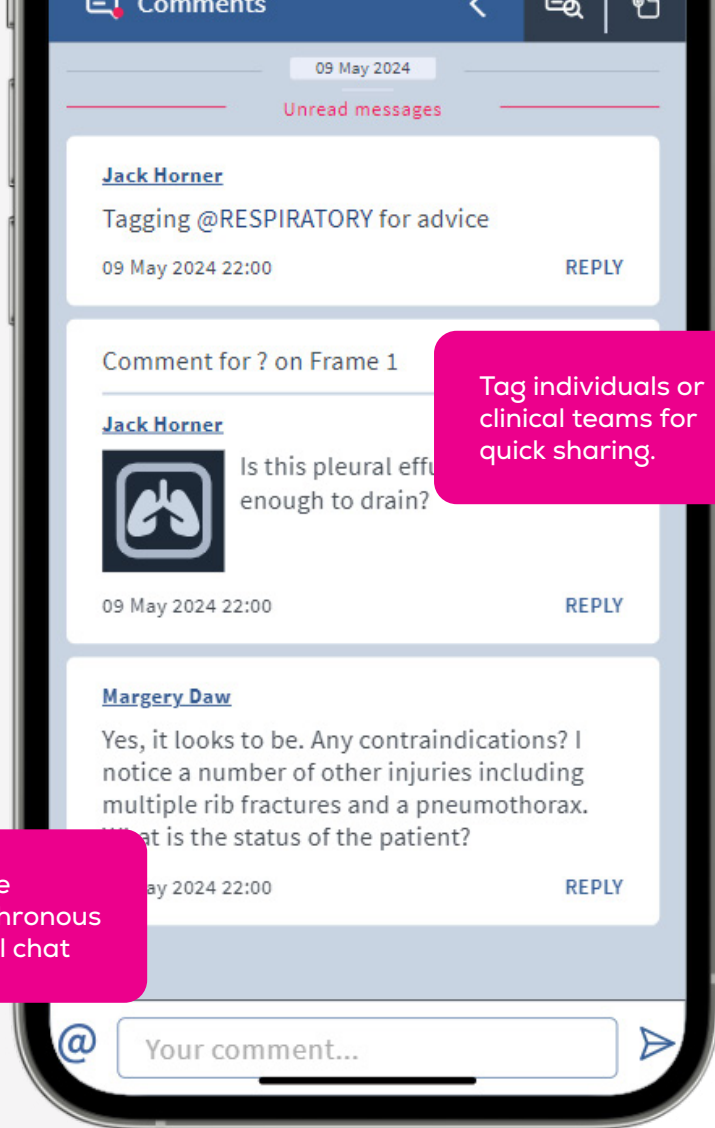 Comments
09 May 2024
Unread messages
Jack Horner
Tagging @RESPIRATORY for advice
09 May 2024 22:00
REPLY
Comment for ? on Frame 1
Tag individuals or
clinical teams for
quick sharing.
Jack Horner
Is this pleural
enough to drain?
09 May 2024 22:00
REPLY
Margery Daw
Yes, it looks to be. Any contraindications? I
notice a number of other injuries including
multiple rib fractures and a pneumothorax.
is the status of the patient?
2024 22:00
REPLY
chat
@
Your comment...